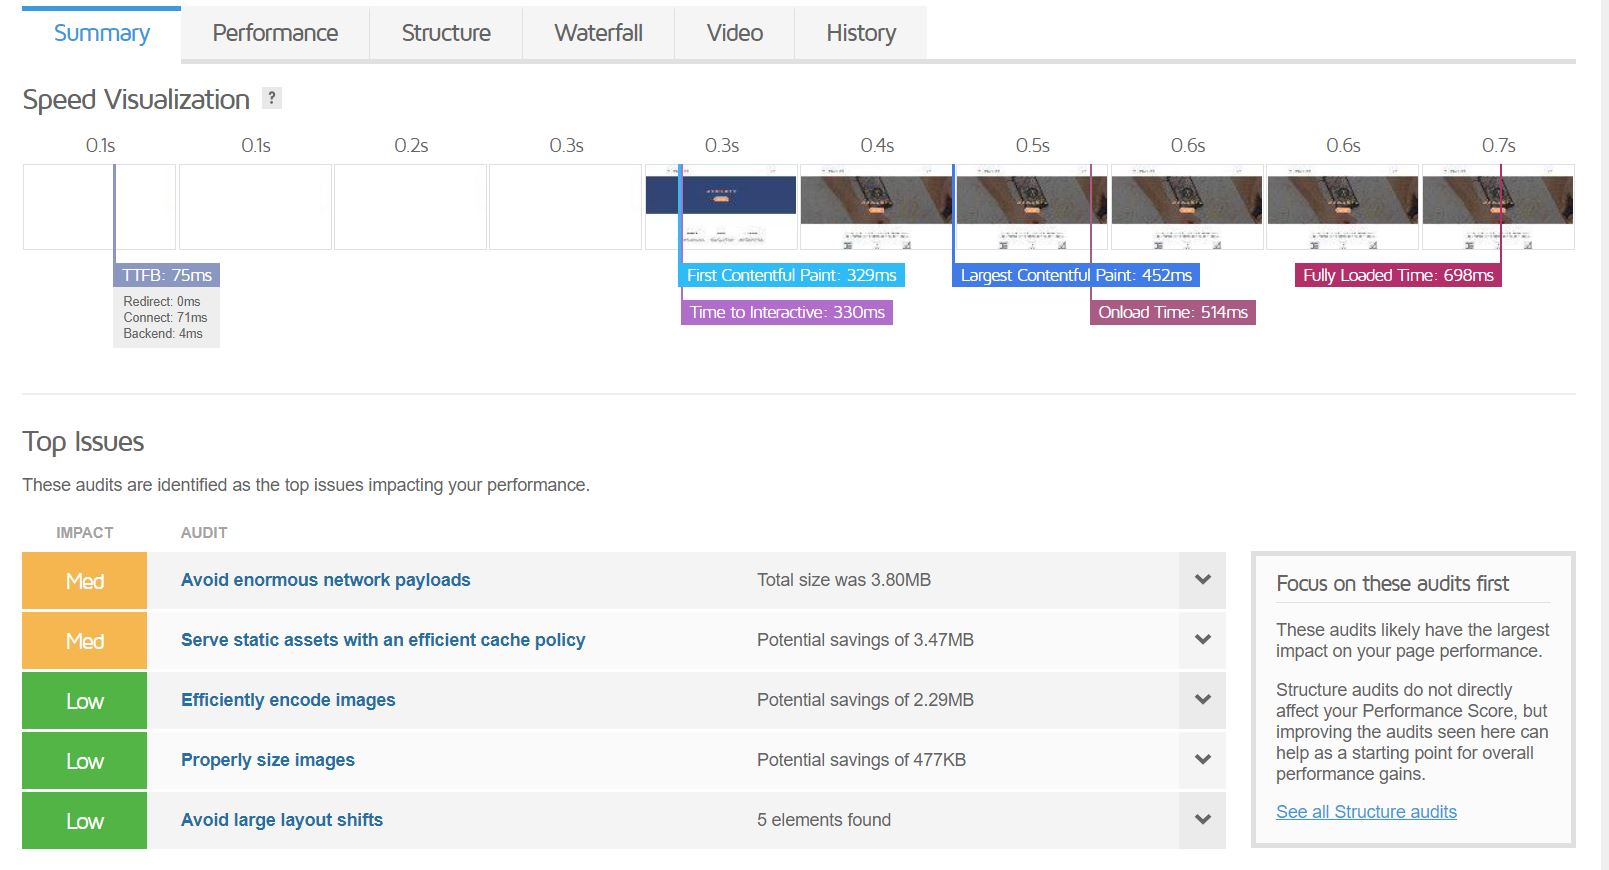 Summary Performance Structure Waterfall Video History
Speed Visualization ?
0.1s 0.1s 0.2s 0.3s 0.3s 0.4s 0.5s 0.6s 0.6s 0.7s
TTFB: 75ms
Redirect: 0ms
Connect: 71ms
Backend: 4ms
First Contentful Paint: 329ms
Time to Interactive: 330ms
Largest Contentful Paint: 452ms
Onload Time: 514ms
Fully Loaded Time: 698ms
Top Issues
These audits are identified as the top issues impacting your performance.
IMPACT AUDIT
Med Avoid enormous network payloads Total size was 3.80MB
Med Serve static assets with an efficient cache policy Potential savings of 3.47MB
Low Efficiently encode images Potential savings of 2.29MB
Low Properly size images Potential savings of 477KB
Low Avoid large layout shifts 5 elements found
Focus on these audits first
These audits likely have the largest
impact on your page performance.
Structure audits do not directly
affect your Performance Score, but
improving the audits seen here can
help as a starting point for overall
performance gains.
See all Structure audits